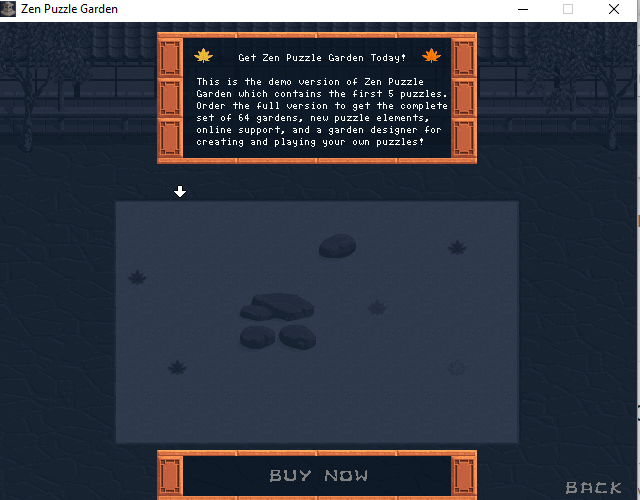 Zen Puzzle Garden
Get Zen Puzzle Garden Today!
This is the demo version of Zen Puzzle
Garden which contains the first 5 puzzles.
Order the full version to get the complete
set of 64 gardens, new puzzle elements,
online support, and a garden designer for
creating and playing your own puzzles!
BUY NOW
BACK